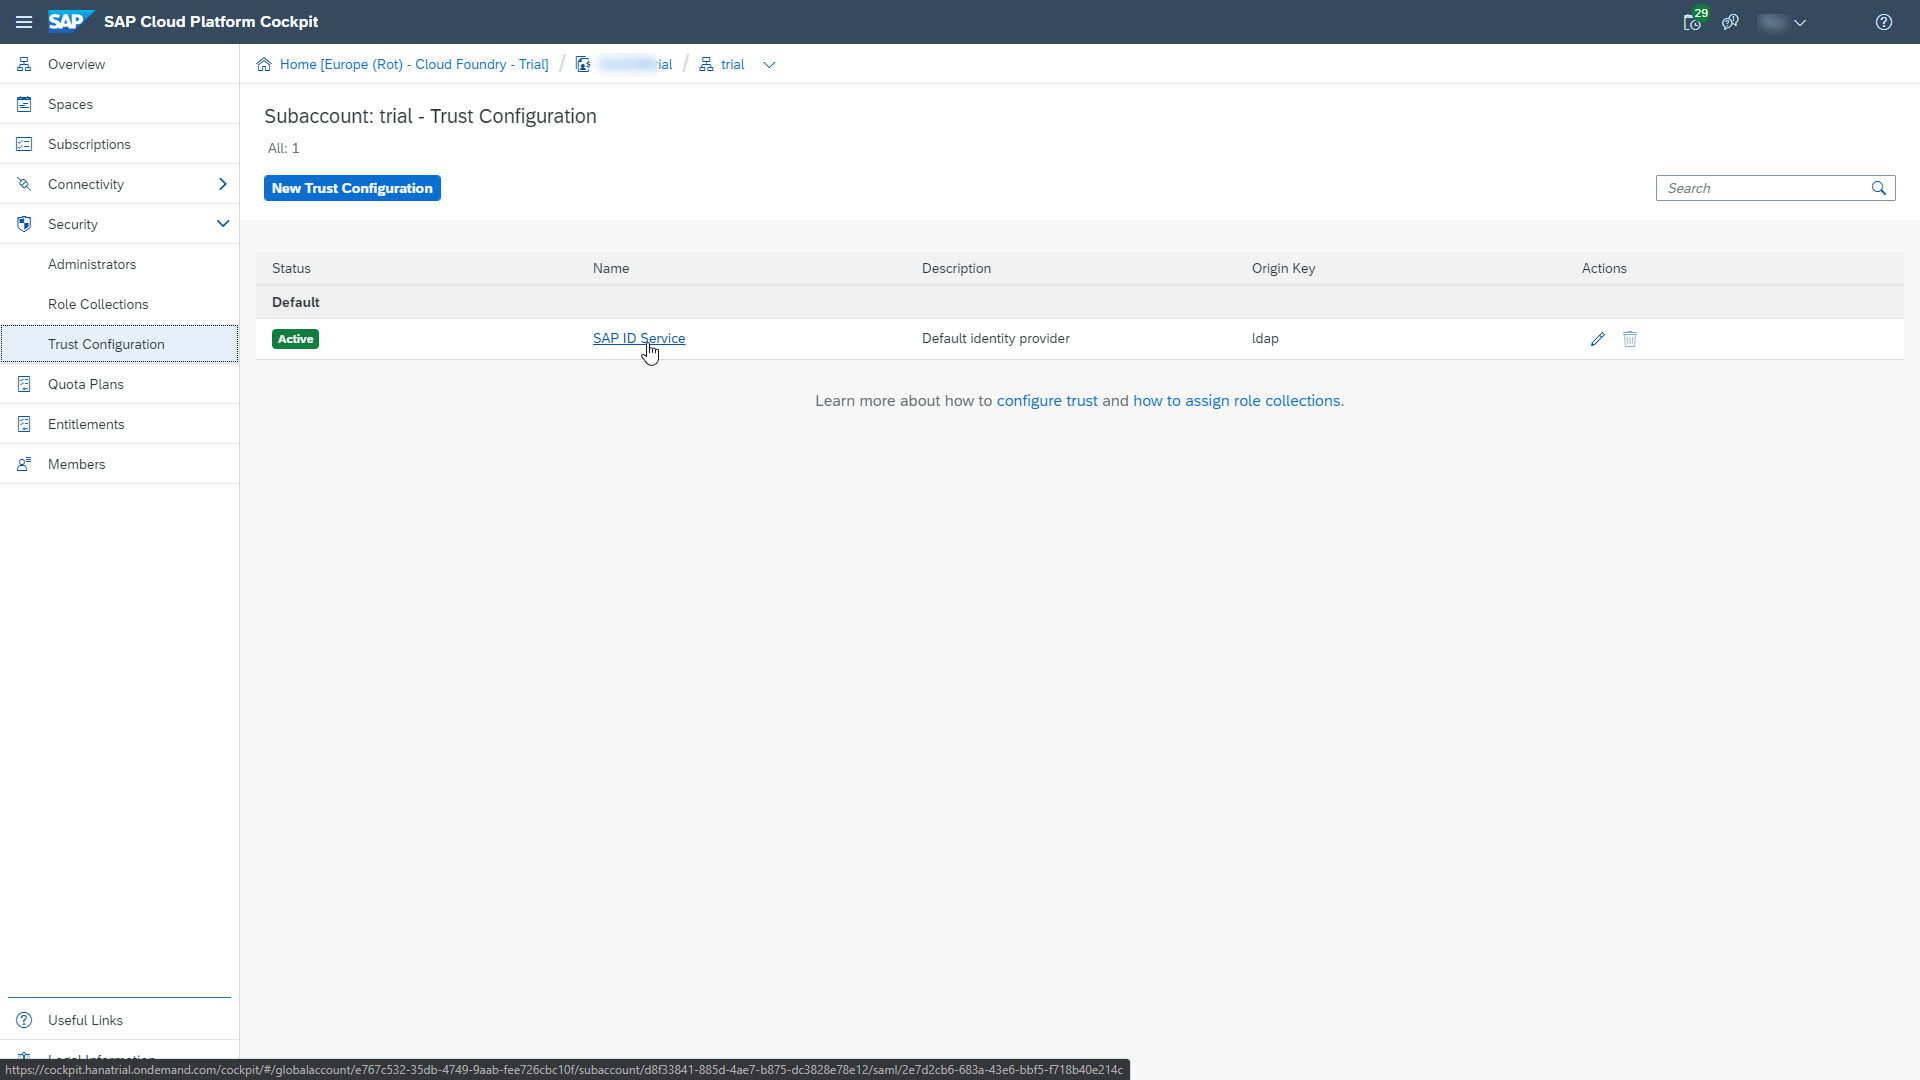 SAP SAP Cloud Platform Cockpit
29
Overview
Spaces
Subscriptions
Connectivity
Security
Administrators
Role Collections
Trust Configuration
Quota Plans
Entitlements
Members
Useful Links
Home [Europe (Rot) - Cloud Foundry - Trial] / ial / trial
Subaccount: trial - Trust Configuration
All: 1
New Trust Configuration
Search
Status Name Description Origin Key Actions
Default
Active SAP ID Service Default identity provider ldap
Learn more about how to configure trust and how to assign role collections.
https://cockpit.hanatrial.ondemand.com/cockpit/#/globalaccount/e767c532-35db-4749-9aab-fee726cbc10f/subaccount/d8f33841-885d-4ae7-b875-dc3828e78e12/saml/2e7d2cb6-683a-43e6-bbf5-f718b40e214c